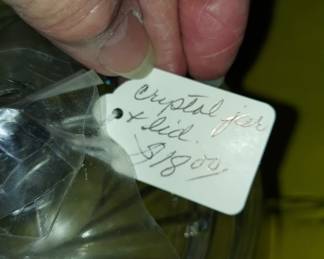 Crystal jar
+ lid.
$18.00